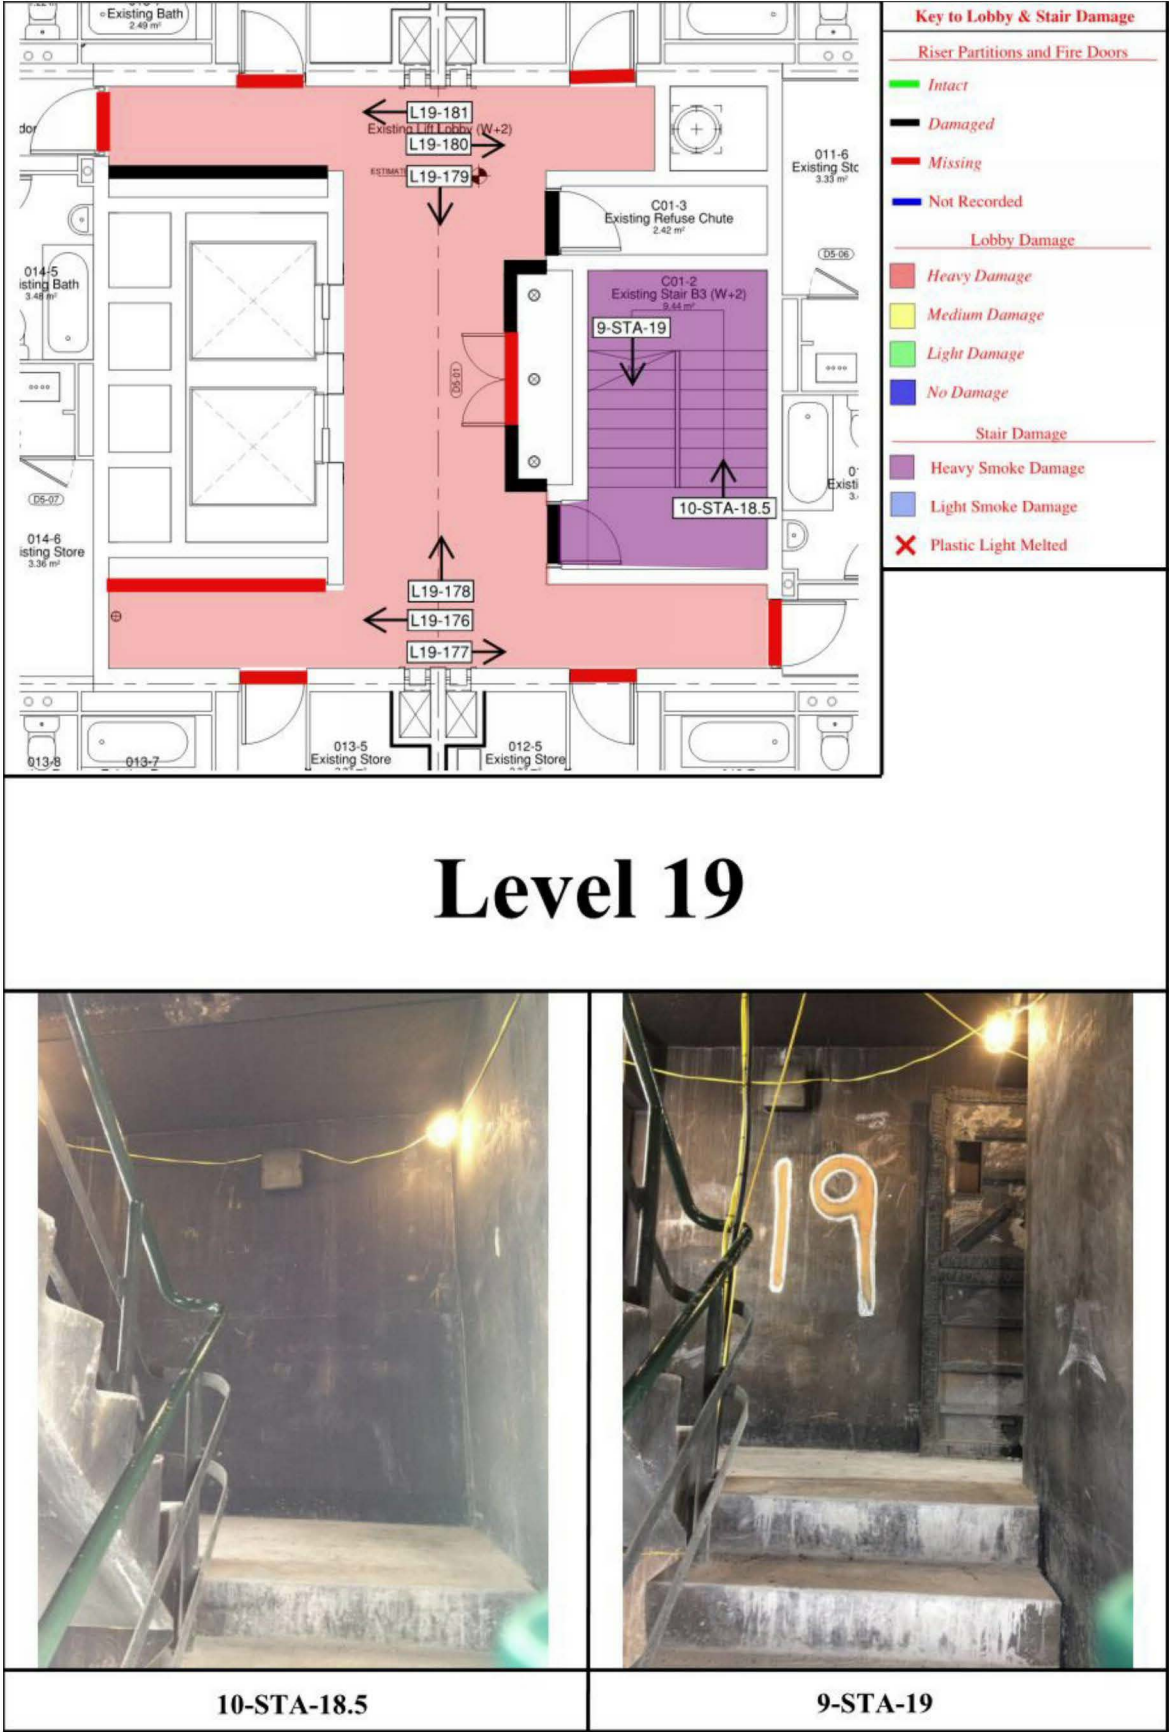 Existing Bath
2.49 m²
L19-181
Existing Lift Lobby (W+2)
L19-180
L19-179
C01-3
Existing Refuse Chute
2.42 m²
011-6
Existing Sto
3.33 m²
D5-06
014-5
isting Bath
3.48 m²
C01-2
Existing Stair B3 (W+2)
9.44 m²
9-STA-19
D5-01
10-STA-18.5
D5-07
014-6
isting Store
3.36 m²
L19-178
L19-176
L19-177
013-8
013-7
013-5
Existing Store
012-5
Existing Store
Key to Lobby & Stair Damage
Riser Partitions and Fire Doors
Intact
Damaged
Missing
Not Recorded
Lobby Damage
Heavy Damage
Medium Damage
Light Damage
No Damage
Stair Damage
Heavy Smoke Damage
Light Smoke Damage
Plastic Light Melted
Level 19
19
10-STA-18.5
9-STA-19